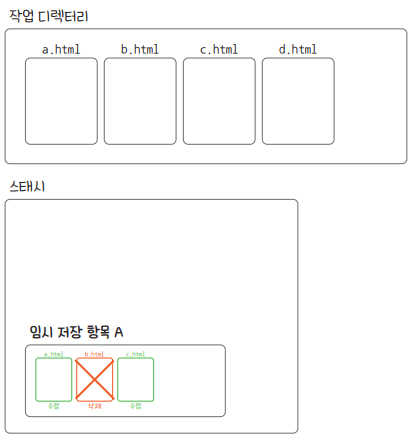 작업 디렉터리
a.html b.html c.html d.html
스태시
임시 저장 항목 A
a.html b.html c.html
수정 삭제 수정